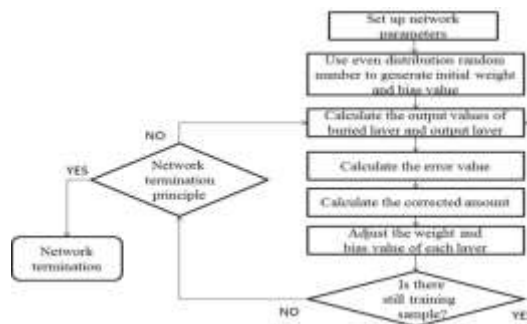 Set up network
parameters
Use even distribution random
number to generate initial weight
and bias value
Calculate the output values of
buried layer and output layer
Calculate the error value
Calculate the corrected amount
Adjust the weight and
bias value of each layer
Is there
still training
sample?
NO
YE
Network
termination
principle
NO
YES
Network
termination